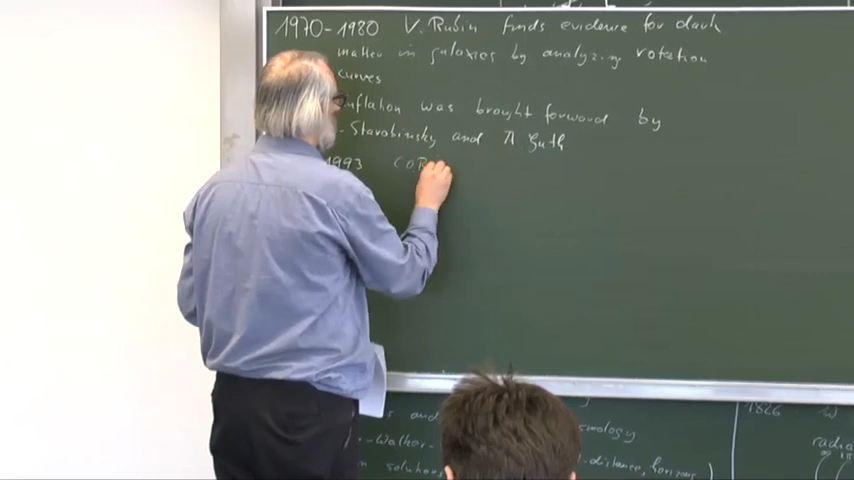 1970-1980 V. Rubin finds evidence for dark
matter in galaxies by analyzing rotation
curves
inflation was brought forward by
Starobinsky and A. Guth
1993 COB
1826
radia
s and smology
-Walker-
solutions -distance, horizons